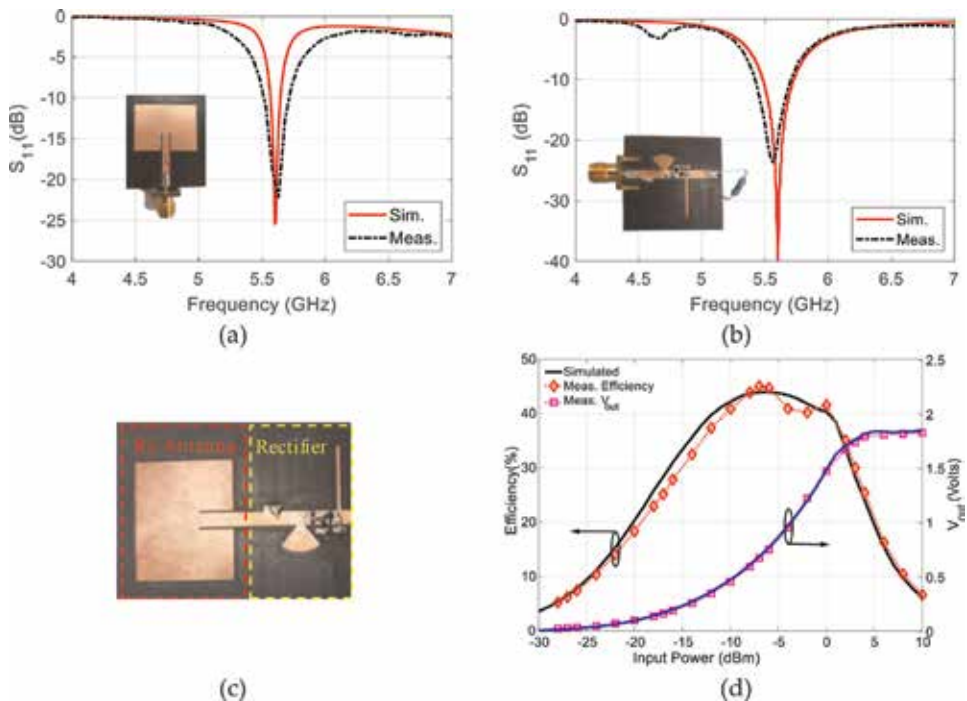 (a)
0
-5
-10
-15
-20
-25
-30
S11(dB)
4
4.5
5
5.5
6
6.5
7
Frequency (GHz)
Sim.
Meas.
(a)
0
-10
-20
-30
-40
S11 (dB)
4
4.5
5
5.5
6
6.5
7
Frequency (GHz)
Sim.
Meas.
(b)
Rx Antenna
Rectifier
(c)
50
40
30
20
10
0
Efficiency(%)
Simulated
Meas. Efficiency
Meas. Vout
2.5
2
1.5
1
0.5
0
Vout(Volts)
-30
-25
-20
-15
-10
-5
0
5
10
Input Power (dBm)
(d)